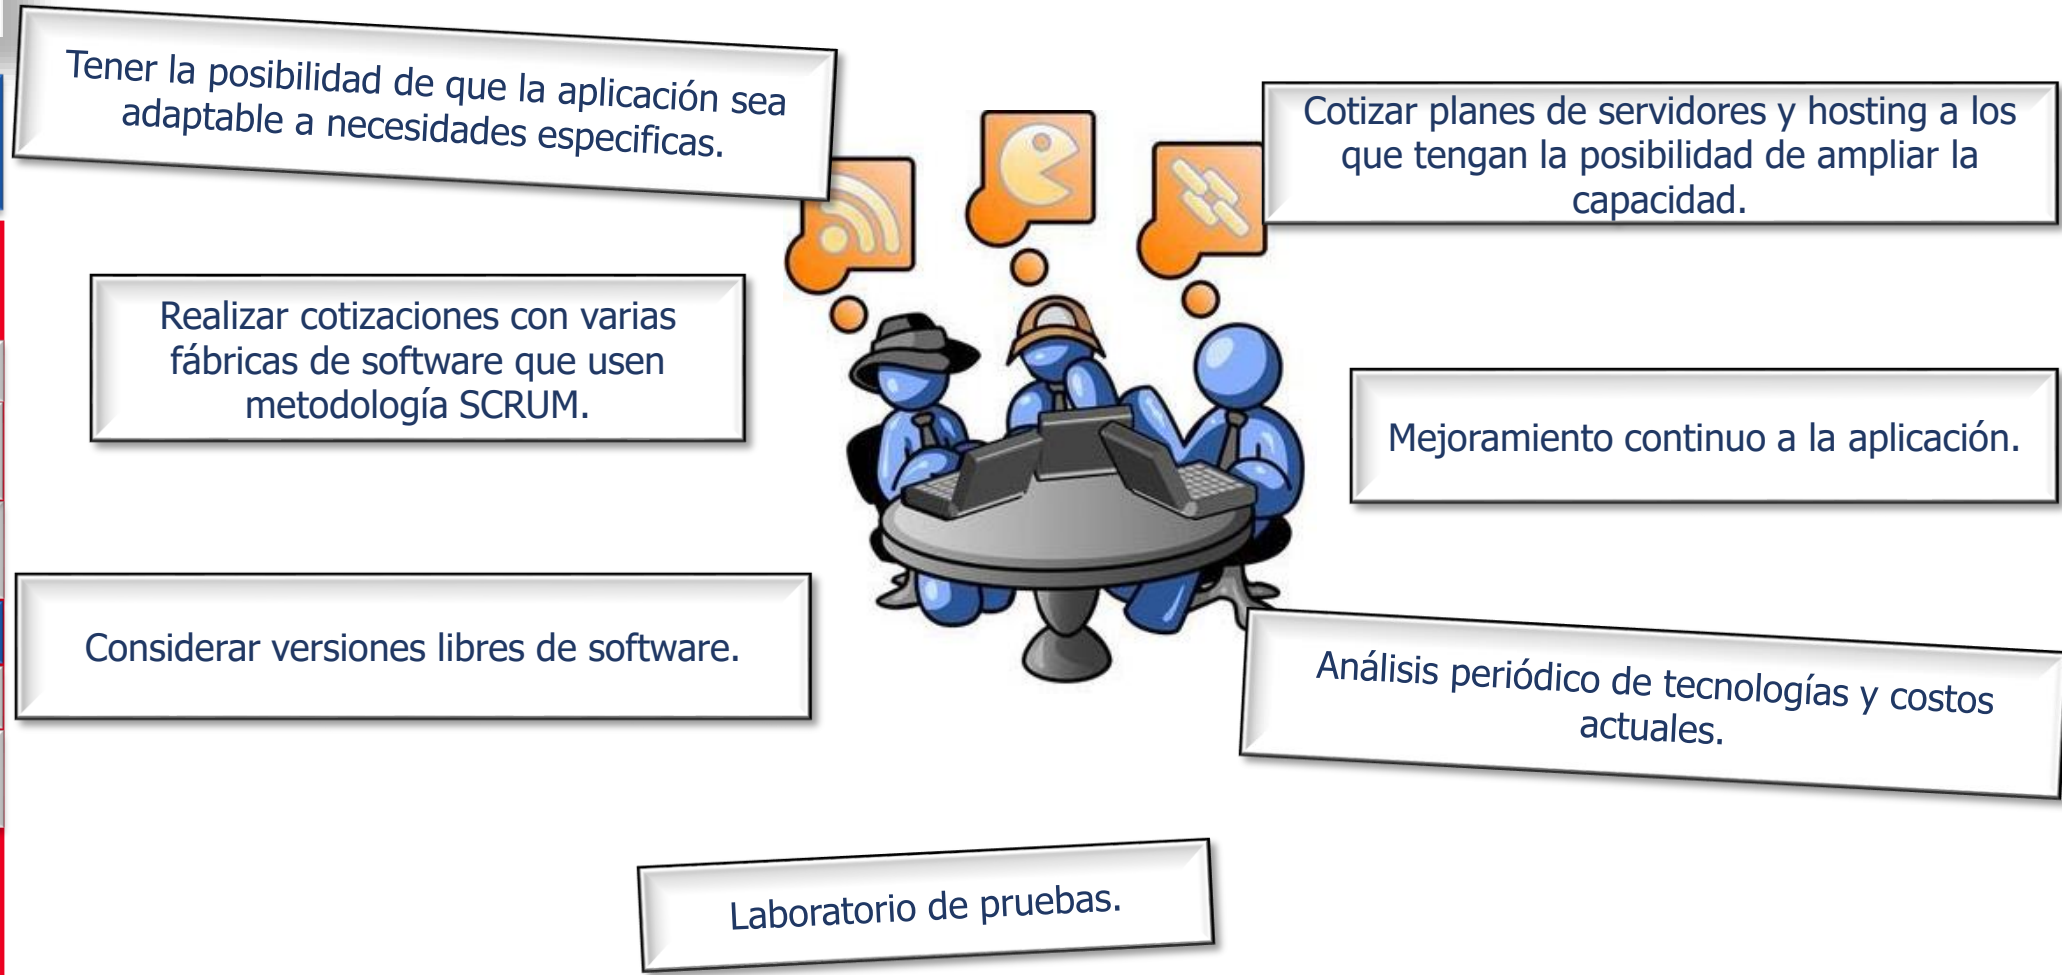 Tener la posibilidad de que la aplicación sea
adaptable a necesidades especificas.
Cotizar planes de servidores y hosting a los
que tengan la posibilidad de ampliar la
capacidad.
Realizar cotizaciones con varias
fábricas de software que usen
metodología SCRUM.
Mejoramiento continuo a la aplicación.
Considerar versiones libres de software.
Análisis periódico de tecnologías y costos
actuales.
Laboratorio de pruebas.